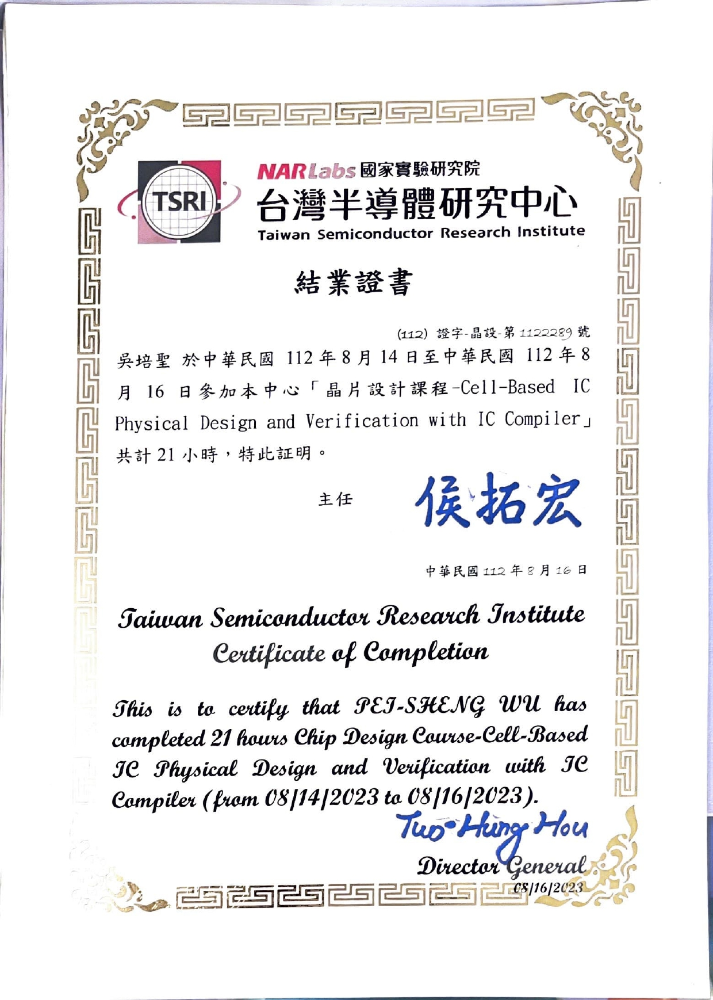 TSRI
NARLabs 國家實驗研究院
台灣半導體研究中心
Taiwan Semiconductor Research Institute
結業證書
(112) 證字-晶設-第 1122289 號
吳培聖 於中華民國 112 年 8 月 14 日至中華民國 112 年 8
月 16 日參加本中心「晶片設計課程-Cell-Based IC
Physical Design and Verification with IC Compiler」
共計 21 小時，特此証明。
主任 侯拓宏
中華民國 112 年 8 月 16 日
Taiwan Semiconductor Research Institute
Certificate of Completion
This is to certify that PEI-SHENG WU has
completed 21 hours Chip Design Course-Cell-Based
IC Physical Design and Verification with IC
Compiler (from 08/14/2023 to 08/16/2023).
Tuo-Hung Hou
Director General
08/16/2023